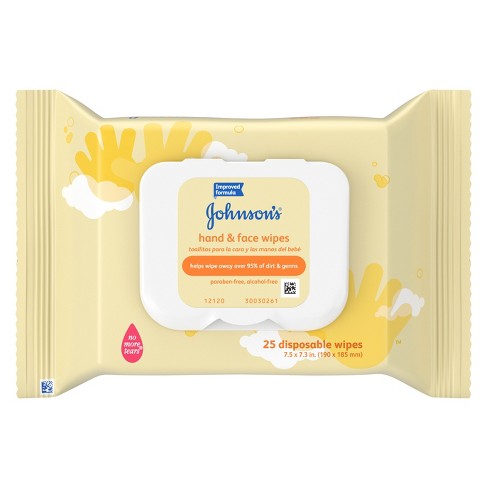 Improved
formula
Johnson's
hand & face wipes
toallitas para la cara y las manos del bebé
helps wipe away over 95% of dirt & germs
paraben-free, alcohol-free
12120 30030261
no
more
tears
25 disposable wipes
7.5 x 7.3 in. (190 x 185 mm)